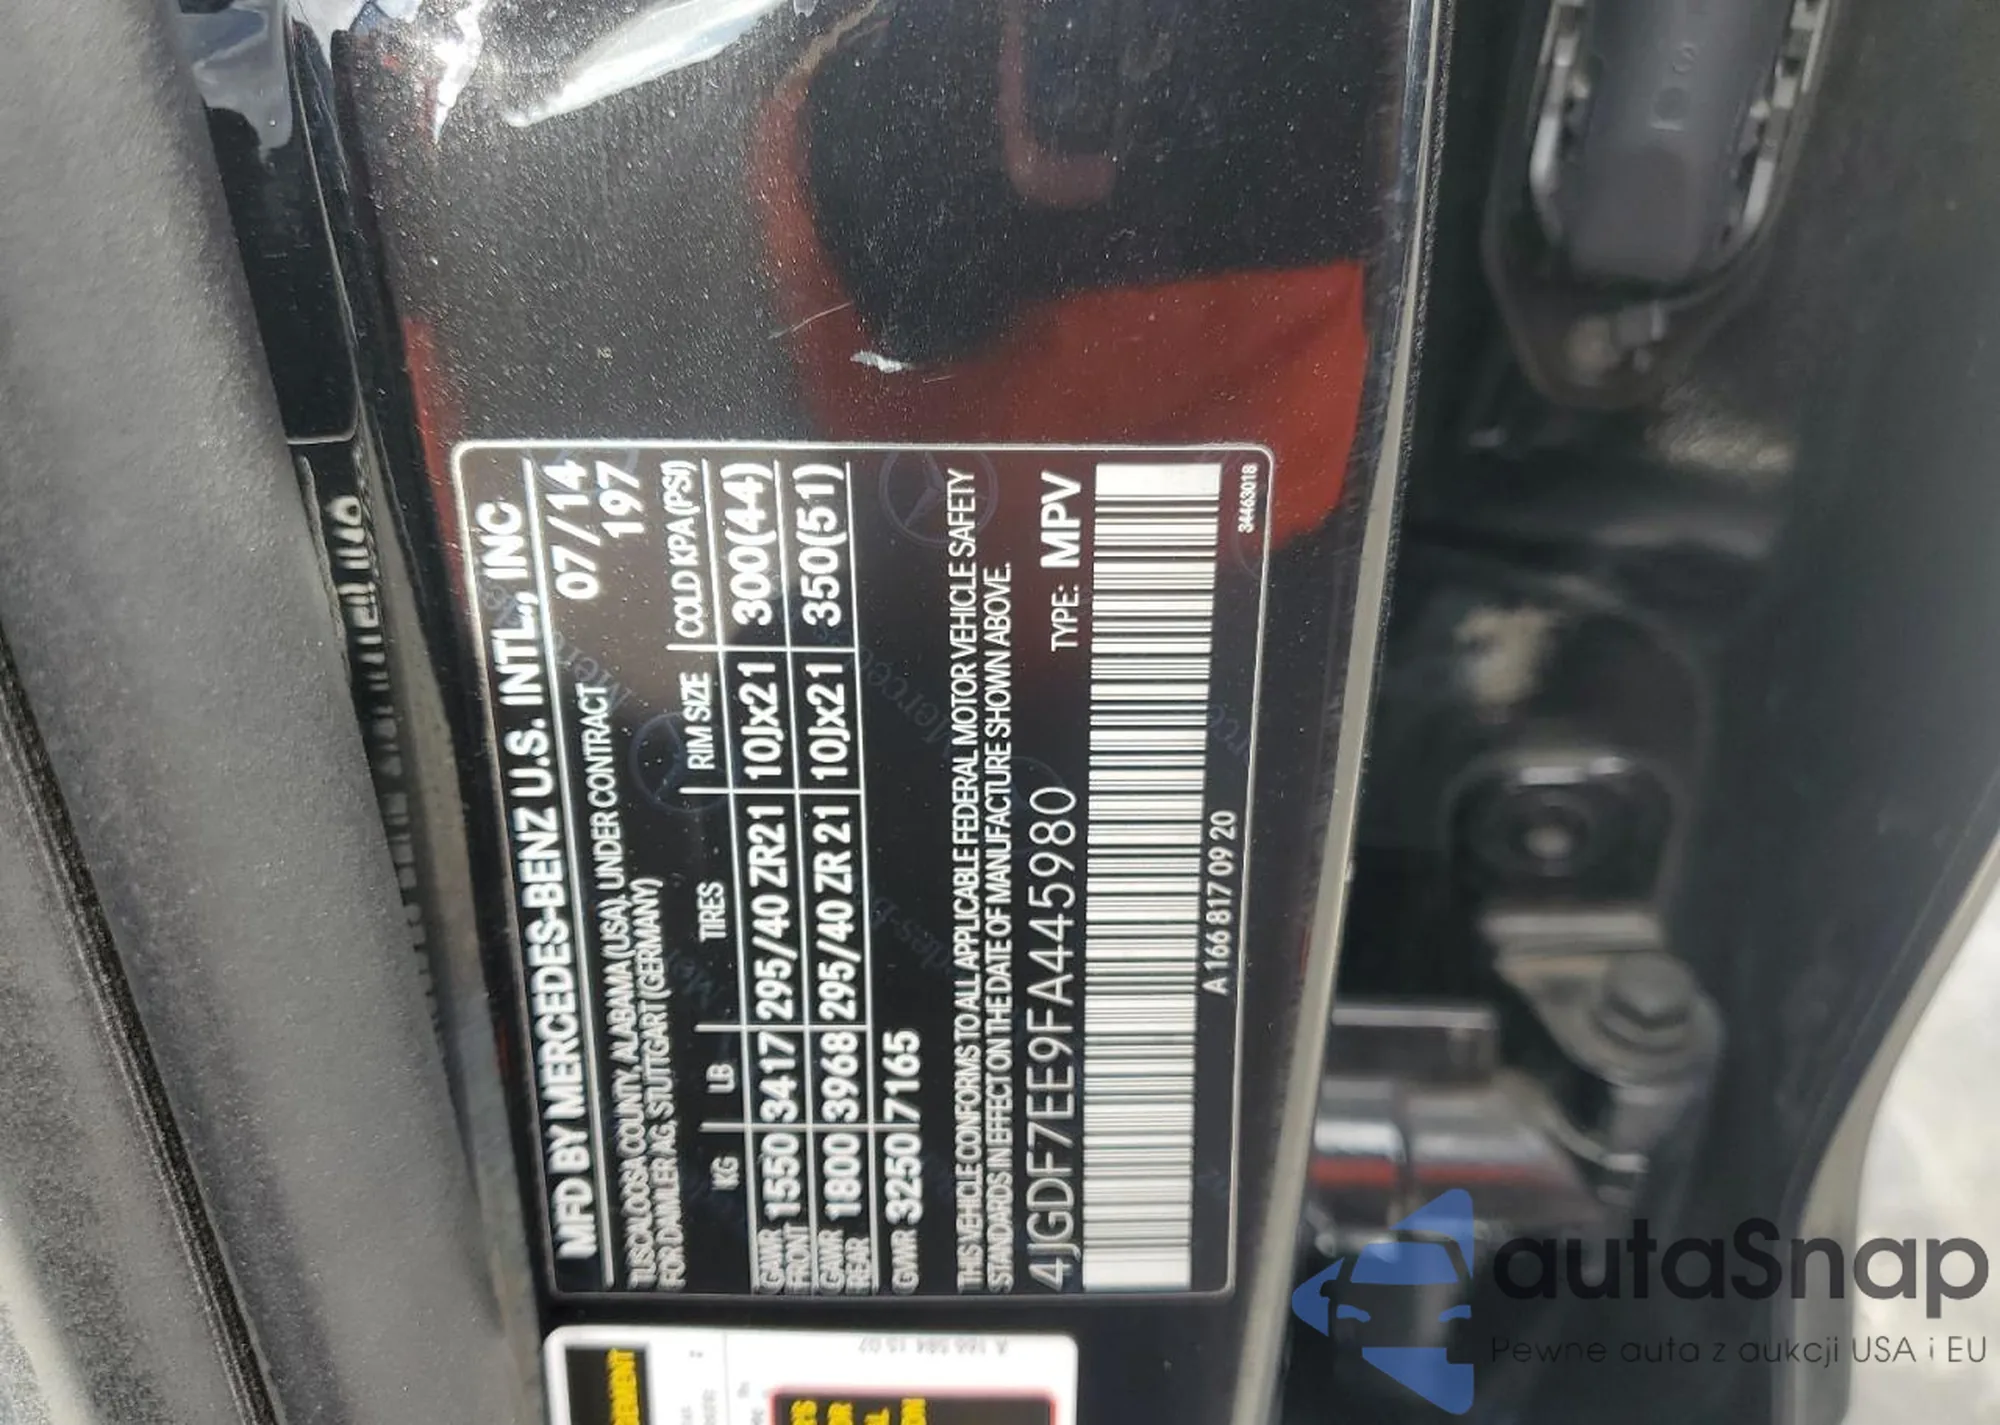 MFD BY MERCEDES-BENZ U.S. INTL., INC
07/14
TUSCALOOSA COUNTY, ALABAMA (USA). UNDER CONTRACT 197
FOR DAIMLER AG, STUTTGART (GERMANY)
KG LB TIRES RIM SIZE COLD KPA (PSI)
GAWR FRONT 1550 3417 295/40 ZR21 10Jx21 300(44)
GAWR REAR 1800 3968 295/40 ZR 21 10Jx21 350(51)
GVWR 3250 7165
THIS VEHICLE CONFORMS TO ALL APPLICABLE FEDERAL MOTOR VEHICLE SAFETY
STANDARDS IN EFFECT ON THE DATE OF MANUFACTURE SHOWN ABOVE.
4JGDF7EE9FA445980 TYPE: MPV
A 166 817 09 20
34463018
autaSnap
Pewne auta z aukcji USA i EU